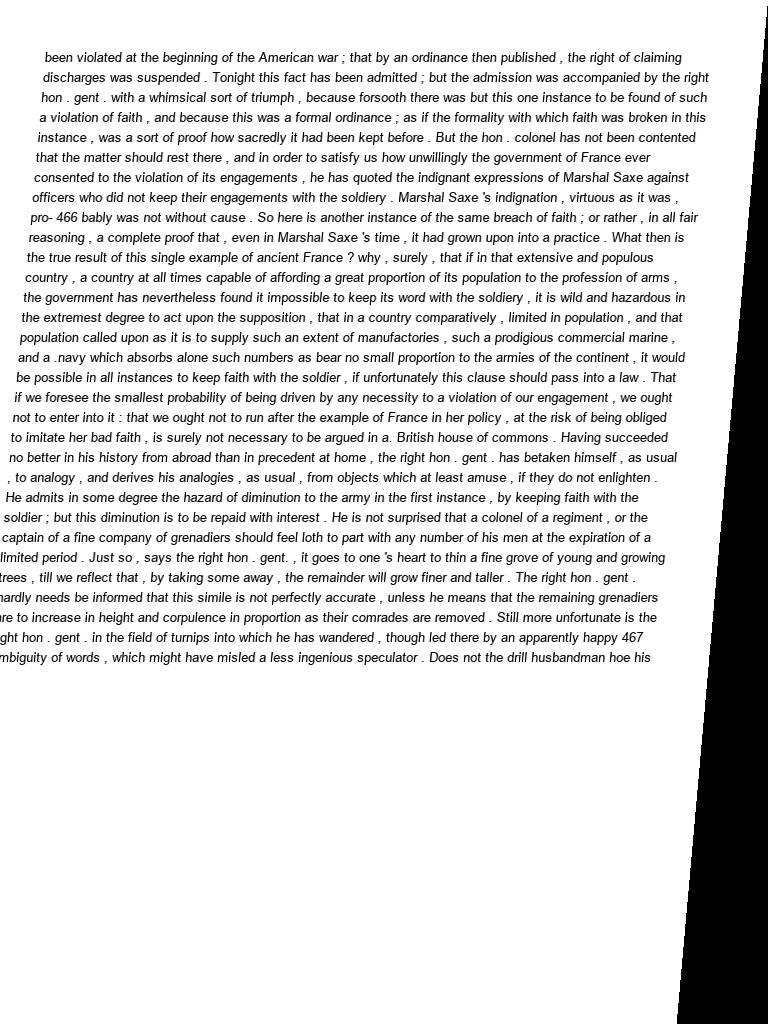 been violated at the beginning of the American war ; that by an ordinance then published , the right of claiming
discharges was suspended . Tonight this fact has been admitted ; but the admission was accompanied by the right
hon . gent . with a whimsical sort of triumph , because forsooth there was but this one instance to be found of such
a violation of faith , and because this was a formal ordinance ; as if the formality with which faith was broken in this
instance , was a sort of proof how sacredly it had been kept before . But the hon . colonel has not been contented
that the matter should rest there , and in order to satisfy us how unwillingly the government of France ever
consented to the violation of its engagements , he has quoted the indignant expressions of Marshal Saxe against
officers who did not keep their engagements with the soldiery . Marshal Saxe 's indignation , virtuous as it was ,
pro- 466 bably was not without cause . So here is another instance of the same breach of faith ; or rather , in all fair
reasoning , a complete proof that , even in Marshal Saxe 's time , it had grown upon into a practice . What then is
the true result of this single example of ancient France ? why , surely , that if in that extensive and populous
country , a country at all times capable of affording a great proportion of its population to the profession of arms ,
the government has nevertheless found it impossible to keep its word with the soldiery , it is wild and hazardous in
the extremest degree to act upon the supposition , that in a country comparatively , limited in population , and that
population called upon as it is to supply such an extent of manufactories , such a prodigious commercial marine ,
and a .navy which absorbs alone such numbers as bear no small proportion to the armies of the continent , it would
be possible in all instances to keep faith with the soldier , if unfortunately this clause should pass into a law . That
if we foresee the smallest probability of being driven by any necessity to a violation of our engagement , we ought
not to enter into it : that we ought not to run after the example of France in her policy , at the risk of being obliged
to imitate her bad faith , is surely not necessary to be argued in a. British house of commons . Having succeeded
no better in his history from abroad than in precedent at home , the right hon . gent . has betaken himself , as usual
, to analogy , and derives his analogies , as usual , from objects which at least amuse , if they do not enlighten .
He admits in some degree the hazard of diminution to the army in the first instance , by keeping faith with the
soldier ; but this diminution is to be repaid with interest . He is not surprised that a colonel of a regiment , or the
captain of a fine company of grenadiers should feel loth to part with any number of his men at the expiration of a
limited period . Just so , says the right hon . gent. , it goes to one 's heart to thin a fine grove of young and growing
trees , till we reflect that , by taking some away , the remainder will grow finer and taller . The right hon . gent .
hardly needs be informed that this simile is not perfectly accurate , unless he means that the remaining grenadiers
are to increase in height and corpulence in proportion as their comrades are removed . Still more unfortunate is the
ght hon . gent . in the field of turnips into which he has wandered , though led there by an apparently happy 467
mbiguity of words , which might have misled a less ingenious speculator . Does not the drill husbandman hoe his